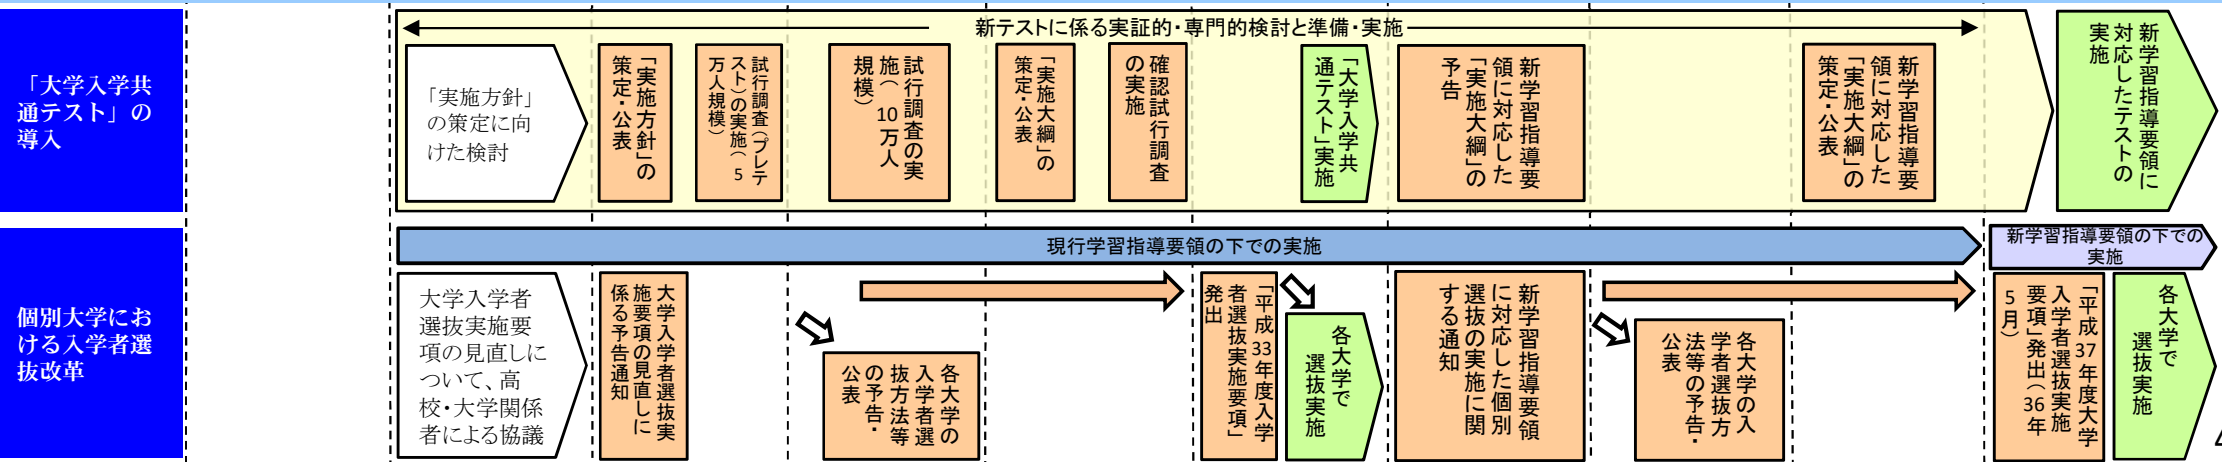 「大学入学共
通テスト」の
導入
新テストに係る実証的・専門的検討と準備・実施
「実施方針」
の策定に向
けた検討
「実施方針」の
策定・公表
試行調査(プレテ
スト)の実施(5
万人規模)
試行調査の実
施(10万人
規模)
「実施大綱」の
策定・公表
確認試行調査
の実施
「大学入学共
通テスト」実施
新学習指導要
領に対応した
「実施大綱」の
予告
新学習指導要
領に対応した
「実施大綱」の
策定・公表
新学習指導要領に
対応したテストの
実施
個別大学にお
ける入学者選
抜改革
現行学習指導要領の下での実施
新学習指導要領の下での
実施
大学入学者
選抜実施要
項の見直しに
ついて、高
校・大学関係
者による協議
大学入学者選抜実
施要項の見直しに
係る予告通知
各大学の
入学者選
抜方法等
の予告・
公表
「平成33年度入学
者選抜実施要項」
発出
各大学で
選抜実施
新学習指導要領
に対応した個別
選抜の実施に関
する通知
各大学の入
学者選抜方
法等の予告・
公表
「平成37年度大学
入学者選抜実施
要項」発出(36年
5月)
各大学で
選抜実施